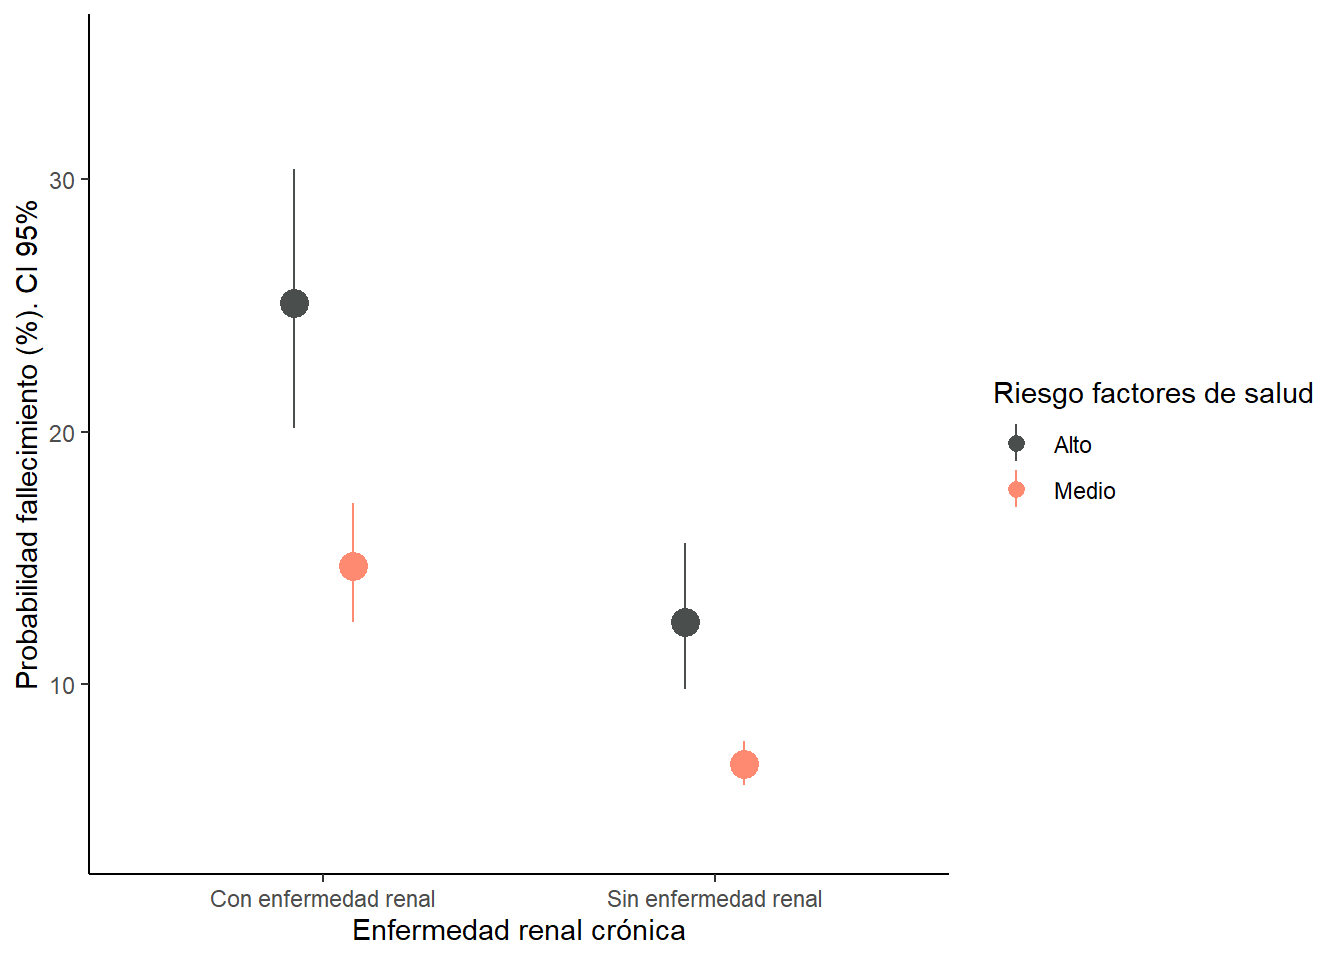 Probabilidad fallecimiento (%). CI 95%
30
20
10
Con enfermedad renal
Sin enfermedad renal
Enfermedad renal crónica
Riesgo factores de salud
Alto
Medio